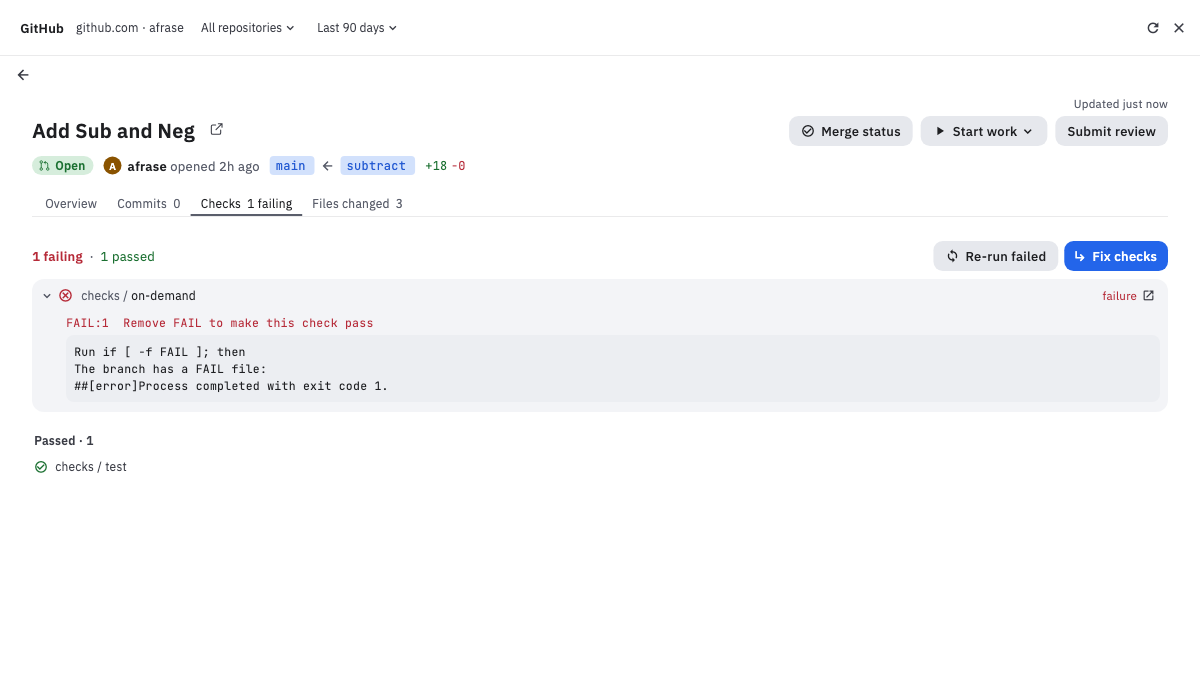 GitHub github.com · afrase All repositories Last 90 days
Updated just now
Add Sub and Neg
Merge status Start work Submit review
Open A afrase opened 2h ago main ← subtract +18 -0
Overview Commits 0 Checks 1 failing Files changed 3
1 failing · 1 passed
Re-run failed Fix checks
checks / on-demand failure
FAIL:1 Remove FAIL to make this check pass
Run if [ -f FAIL ]; then
The branch has a FAIL file:
##[error]Process completed with exit code 1.
Passed · 1
checks / test